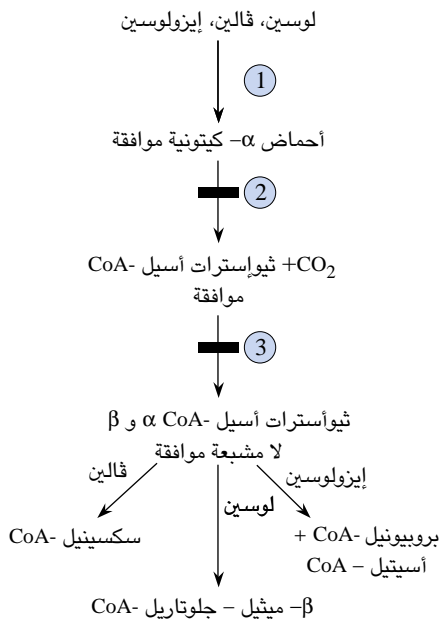 لوسين، ڤالين، إيزولوسين
1
أحماض α– كيتونية موافقة
2
CO2+ ثيوإسترات أسيل -CoA
موافقة
3
ثيوأسترات أسيل -CoA α و β
لا مشبعة موافقة
ڤالين
إيزولوسين
لوسين
سكسينيل -CoA
بروبيونيل -CoA +
أسيتيل – CoA
β– ميثيل – جلوتاريل -CoA